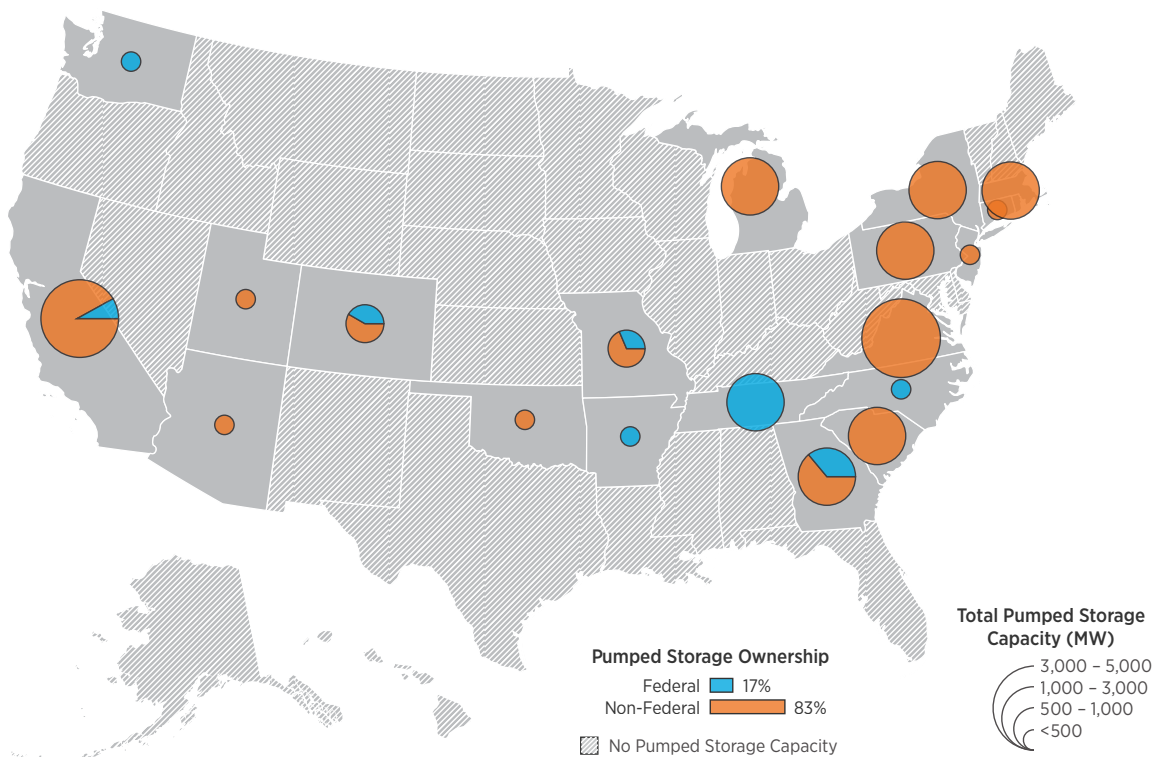 Pumped Storage Ownership
Federal 17%
Non-Federal 83%
No Pumped Storage Capacity
Total Pumped Storage
Capacity (MW)
3,000 – 5,000
1,000 – 3,000
500 – 1,000
<500